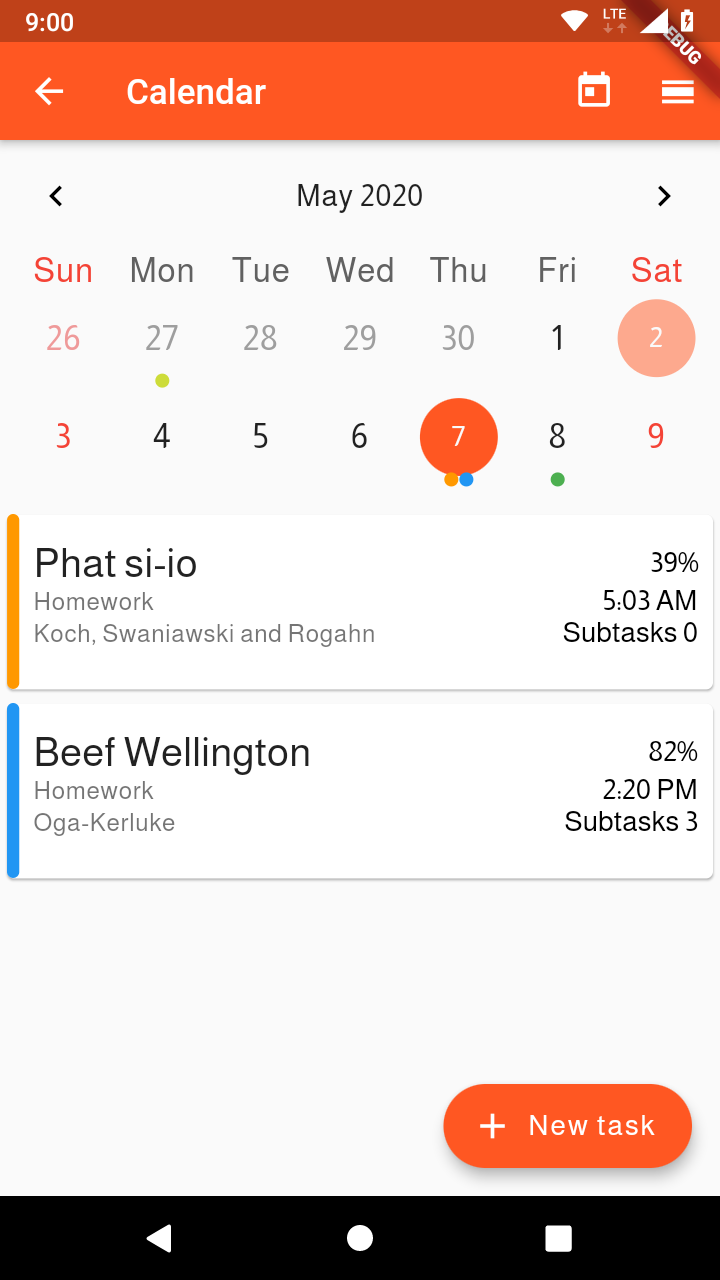 9:00 LTE
EBUG
Calendar
May 2020
Sun Mon Tue Wed Thu Fri Sat
26 27 28 29 30 1 2
3 4 5 6 7 8 9
Phat si-io 39%
Homework 5:03 AM
Koch, Swaniawski and Rogahn Subtasks 0
Beef Wellington 82%
Homework 2:20 PM
Oga-Kerluke Subtasks 3
New task